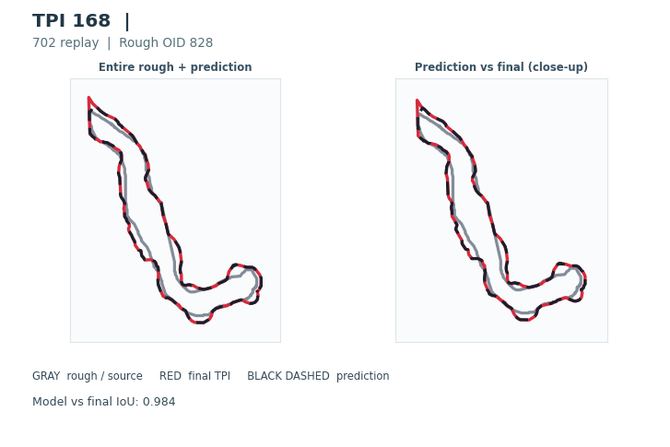 TPI 168 |
702 replay | Rough OID 828
Entire rough + prediction
Prediction vs final (close-up)
GRAY rough / source RED final TPI BLACK DASHED prediction
Model vs final IoU: 0.984